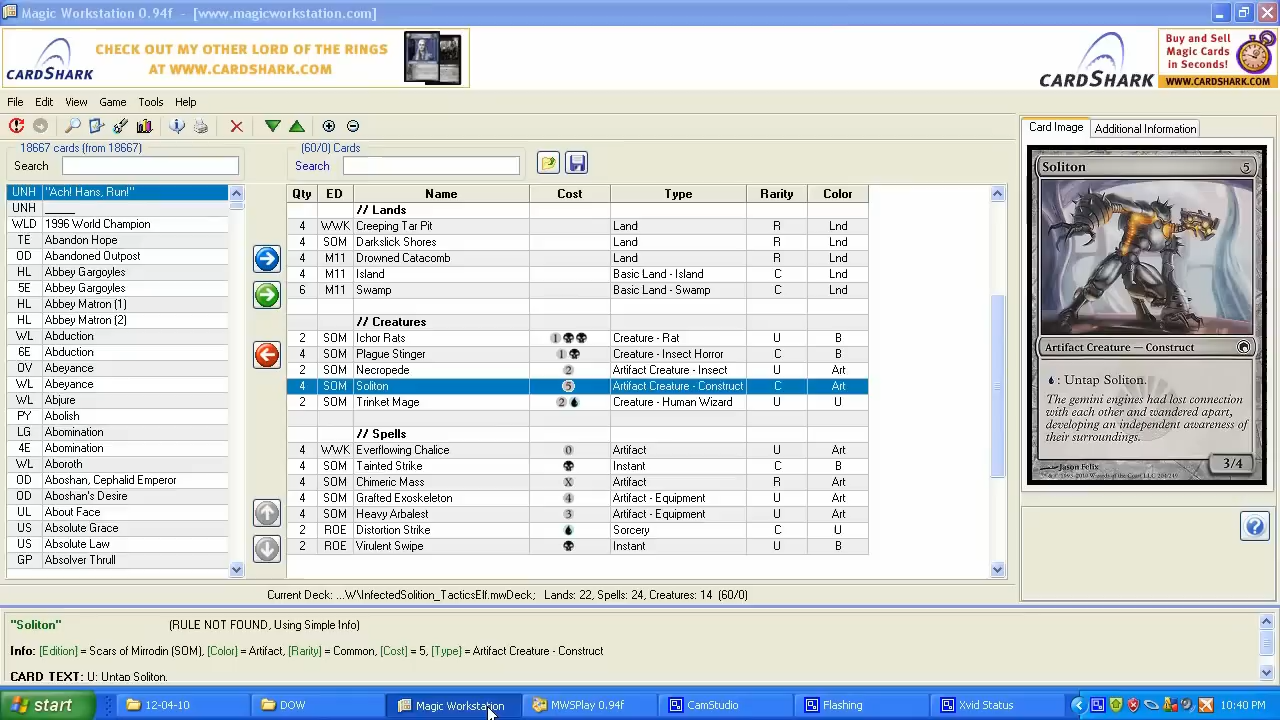 Magic Workstation 0.94f - [www.magicworkstation.com]
CARDSHARK
CHECK OUT MY OTHER LORD OF THE RINGS
AT WWW.CARDSHARK.COM
CARDSHARK
Buy and Sell
Magic Cards
in Seconds!
WWW.CARDSHARK.COM
File Edit View Game Tools Help
18667 cards (from 18667)
Search
(60/0) Cards
Search
UNH "Ach! Hans, Run!"
UNH _____
WLD 1996 World Champion
TE Abandon Hope
OD Abandoned Outpost
HL Abbey Gargoyles
5E Abbey Gargoyles
HL Abbey Matron (1)
HL Abbey Matron (2)
WL Abduction
6E Abduction
OV Abeyance
WL Abeyance
WL Abjure
PY Abolish
LG Abomination
4E Abomination
WL Aboroth
OD Aboshan, Cephalid Emperor
OD Aboshan's Desire
UL About Face
US Absolute Grace
US Absolute Law
GP Absolver Thrull
Qty ED Name Cost Type Rarity Color
// Lands
4 WWK Creeping Tar Pit Land R Lnd
4 SOM Darkslick Shores Land R Lnd
4 M11 Drowned Catacomb Land R Lnd
4 M11 Island Basic Land - Island C Lnd
6 M11 Swamp Basic Land - Swamp C Lnd
// Creatures
2 SOM Ichor Rats 1 Creature - Rat U B
4 SOM Plague Stinger 1 Creature - Insect Horror C B
2 SOM Necropede 2 Artifact Creature - Insect U Art
4 SOM Soliton 5 Artifact Creature - Construct C Art
2 SOM Trinket Mage 2 Creature - Human Wizard U U
// Spells
4 WWK Everflowing Chalice 0 Artifact U Art
4 SOM Tainted Strike Instant C B
4 5DN Clock X Artifact R Art
4 SOM Grafted Exoskeleton 4 Artifact - Equipment U Art
4 SOM Heavy Arbalest 3 Artifact - Equipment U Art
2 ROE Distortion Strike Sorcery C U
2 ROE Virulent Swipe Instant U B
Current Deck: ...W\InfectedSolition_TacticsElf.mwDeck; Lands: 22, Spells: 24, Creatures: 14 (60/0)
Card Image Additional Information
Soliton 5
Artifact Creature — Construct
: Untap Soliton.
The gemini engines had lost connection
with each other and wandered apart,
developing an independent awareness of
their surroundings.
Jason Felix
3/4
"Soliton" (RULE NOT FOUND, Using Simple Info)
Info: [Edition] = Scars of Mirrodin (SOM), [Color] = Artifact, [Rarity] = Common, [Cost] = 5, [Type] = Artifact Creature - Construct
CARD TEXT: U: Untap Soliton.
start 12-04-10 DOW Magic Workstation MWSPlay 0.94f CamStudio Flashing Xvid Status 10:40 PM